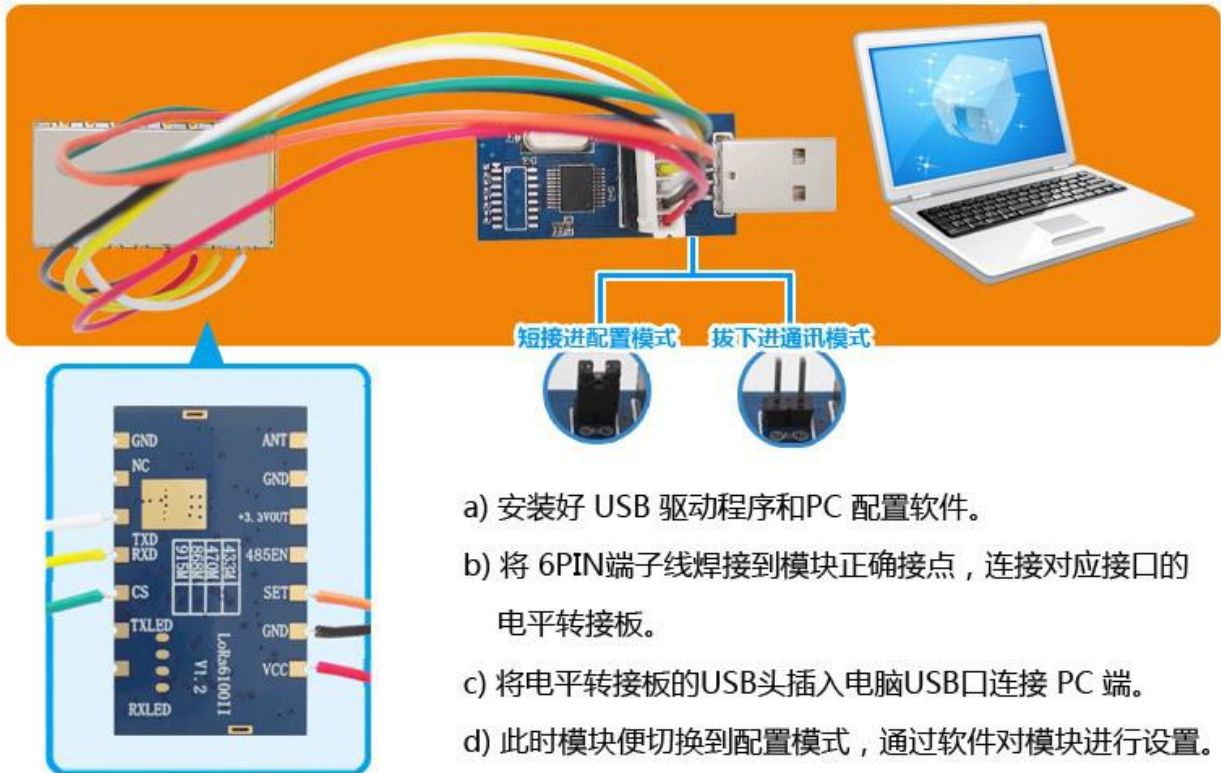 短接进配置模式
拔下进通讯模式
GND
ANT
NC
GND
+3.3VOUT
TXD
RXD
485EN
433M
470M
868M
915M
CS
SET
TXLED
GND
LoRa6100II
V1.2
VCC
RXLED
a) 安装好 USB 驱动程序和PC 配置软件。
b) 将 6PIN端子线焊接到模块正确接点，连接对应接口的
电平转接板。
c) 将电平转接板的USB头插入电脑USB口连接 PC 端。
d) 此时模块便切换到配置模式，通过软件对模块进行设置。